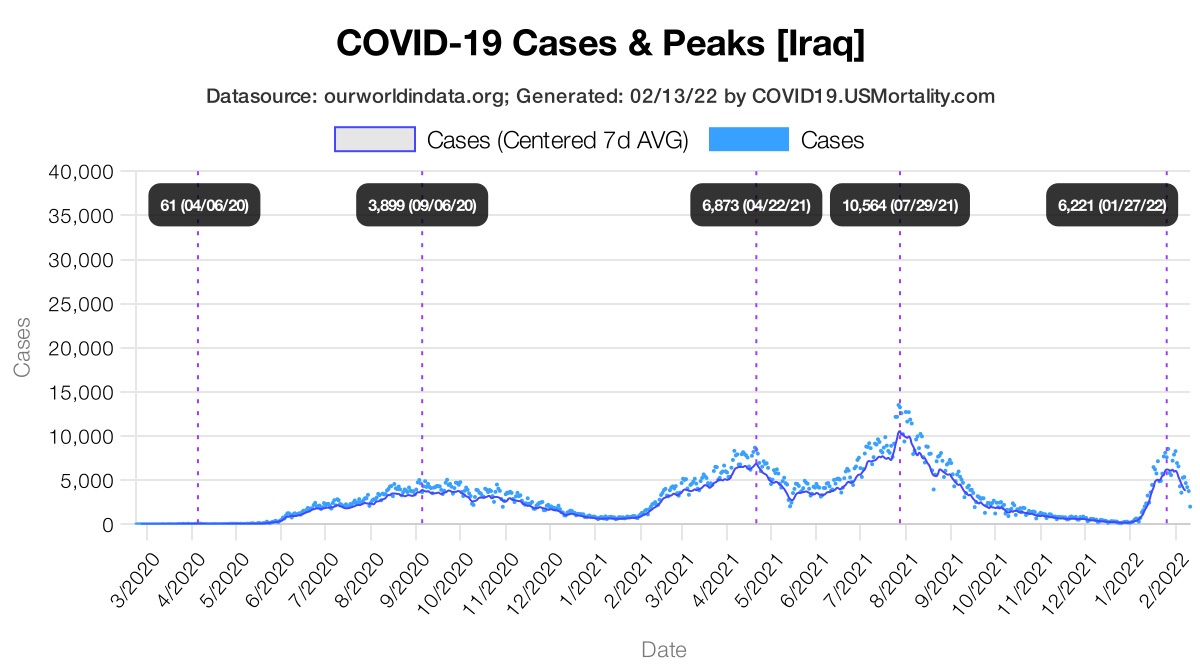 COVID-19 Cases & Peaks [Iraq]
Datasource: ourworldindata.org; Generated: 02/13/22 by COVID19.USMortality.com
Cases (Centered 7d AVG) Cases
40,000
61 (04/06/20) 3,899 (09/06/20) 6,873 (04/22/21) 10,564 (07/29/21) 6,221 (01/27/22)
35,000
30,000
25,000
20,000
15,000
10,000
5,000
0
Cases
3/2020 4/2020 5/2020 6/2020 7/2020 8/2020 9/2020 10/2020 11/2020 12/2020 1/2021 2/2021 3/2021 4/2021 5/2021 6/2021 7/2021 8/2021 9/2021 10/2021 11/2021 12/2021 1/2022 2/2022
Date